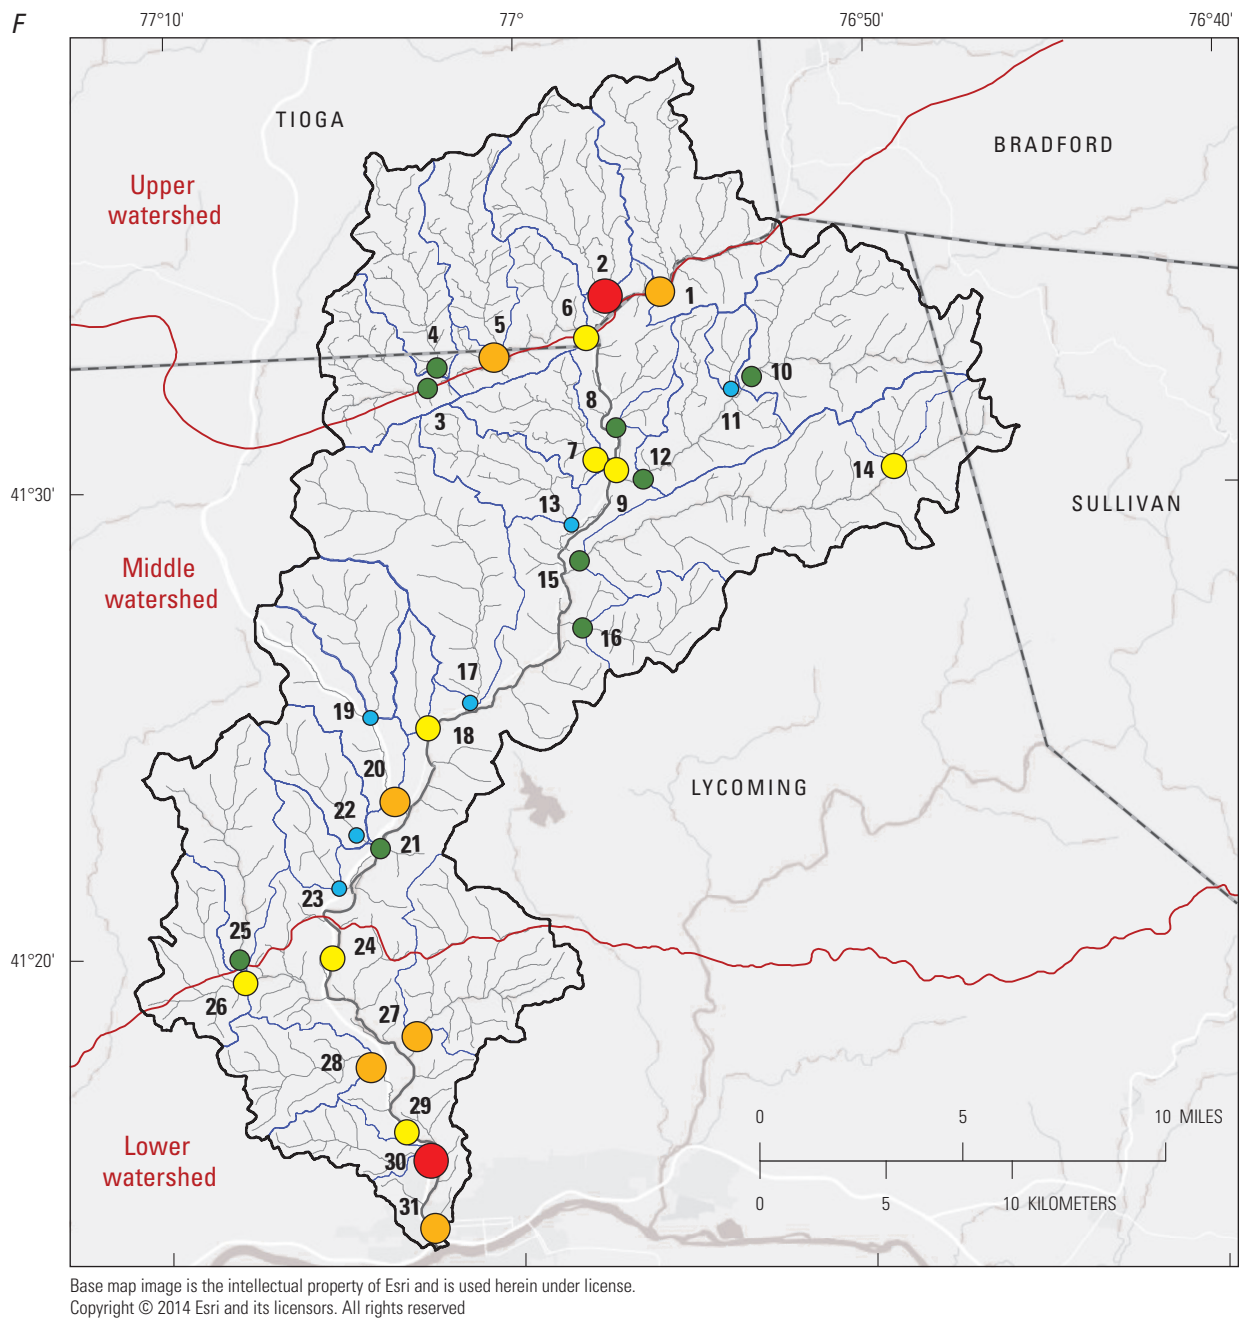 F
77°10'
77°
76°50'
76°40'
TIOGA
BRADFORD
Upper
watershed
2
1
6
5
4
3
8
10
11
7
12
14
41°30'
13
9
SULLIVAN
Middle
watershed
15
16
17
19
18
20
LYCOMING
22
21
23
25
24
41°20'
26
27
28
29
0
5
10 MILES
Lower
watershed
30
0
5
10 KILOMETERS
31
Base map image is the intellectual property of Esri and is used herein under license.
Copyright © 2014 Esri and its licensors. All rights reserved